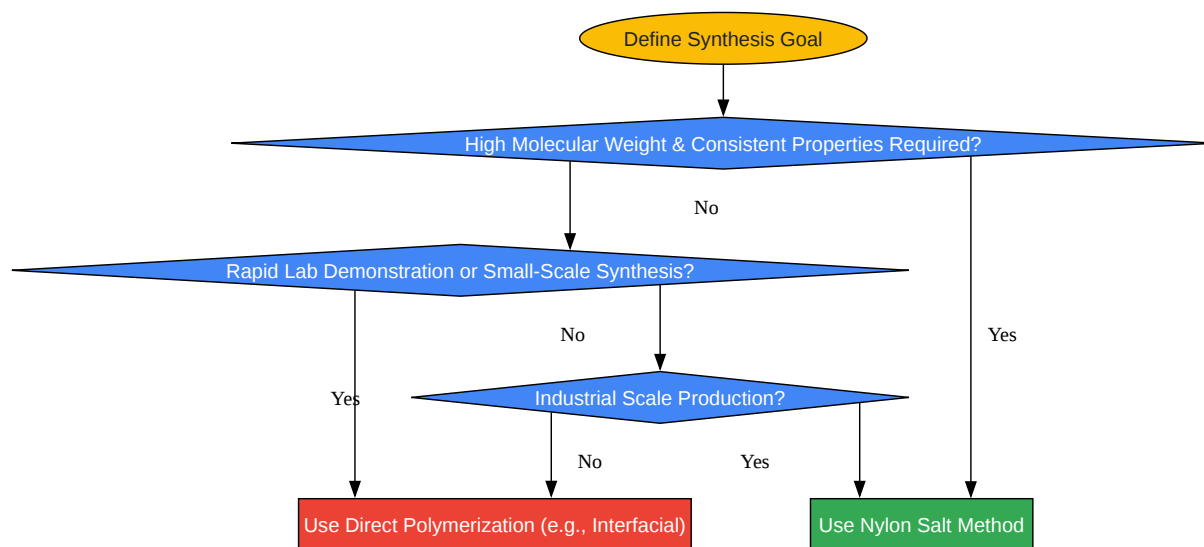 Define Synthesis Goal
High Molecular Weight & Consistent Properties Required?
No
Rapid Lab Demonstration or Small-Scale Synthesis?
No
Yes
Yes
Industrial Scale Production?
No
Yes
Use Direct Polymerization (e.g., Interfacial)
Use Nylon Salt Method